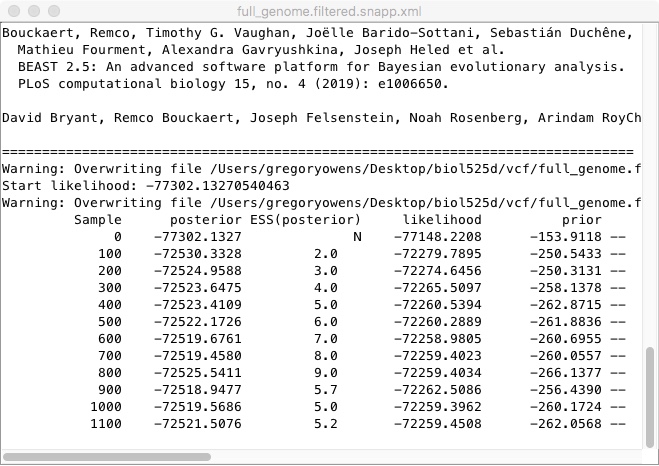 full_genome.filtered.snapp.xml
Bouckaert, Remco, Timothy G. Vaughan, Joëlle Barido-Sottani, Sebastián Duchêne,
Mathieu Fourment, Alexandra Gavryushkina, Joseph Heled et al.
BEAST 2.5: An advanced software platform for Bayesian evolutionary analysis.
PLoS computational biology 15, no. 4 (2019): e1006650.
David Bryant, Remco Bouckaert, Joseph Felsenstein, Noah Rosenberg, Arindam RoyCh
===============================================================================
Warning: Overwriting file /Users/gregoryowens/Desktop/biol525d/vcf/full_genome.f
Start likelihood: -77302.13270540463
Warning: Overwriting file /Users/gregoryowens/Desktop/biol525d/vcf/full_genome.f
Sample posterior ESS(posterior) likelihood prior
0 -77302.1327 N -77148.2208 -153.9118 --
100 -72530.3328 2.0 -72279.7895 -250.5433 --
200 -72524.9588 3.0 -72274.6456 -250.3131 --
300 -72523.6475 4.0 -72265.5097 -258.1378 --
400 -72523.4109 5.0 -72260.5394 -262.8715 --
500 -72522.1726 6.0 -72260.2889 -261.8836 --
600 -72519.6761 7.0 -72258.9805 -260.6955 --
700 -72519.4580 8.0 -72259.4023 -260.0557 --
800 -72525.5411 9.0 -72259.4034 -266.1377 --
900 -72518.9477 5.7 -72262.5086 -256.4390 --
1000 -72519.5686 5.0 -72259.3962 -260.1724 --
1100 -72521.5076 5.2 -72259.4508 -262.0568 --